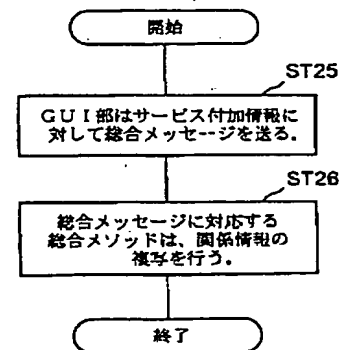 開始
ST25
ＧＵＩ部はサービス付加情報に
対して総合メッセージを送る。
ST26
総合メッセージに対応する
総合メソッドは、関係情報の
複写を行う。
終了